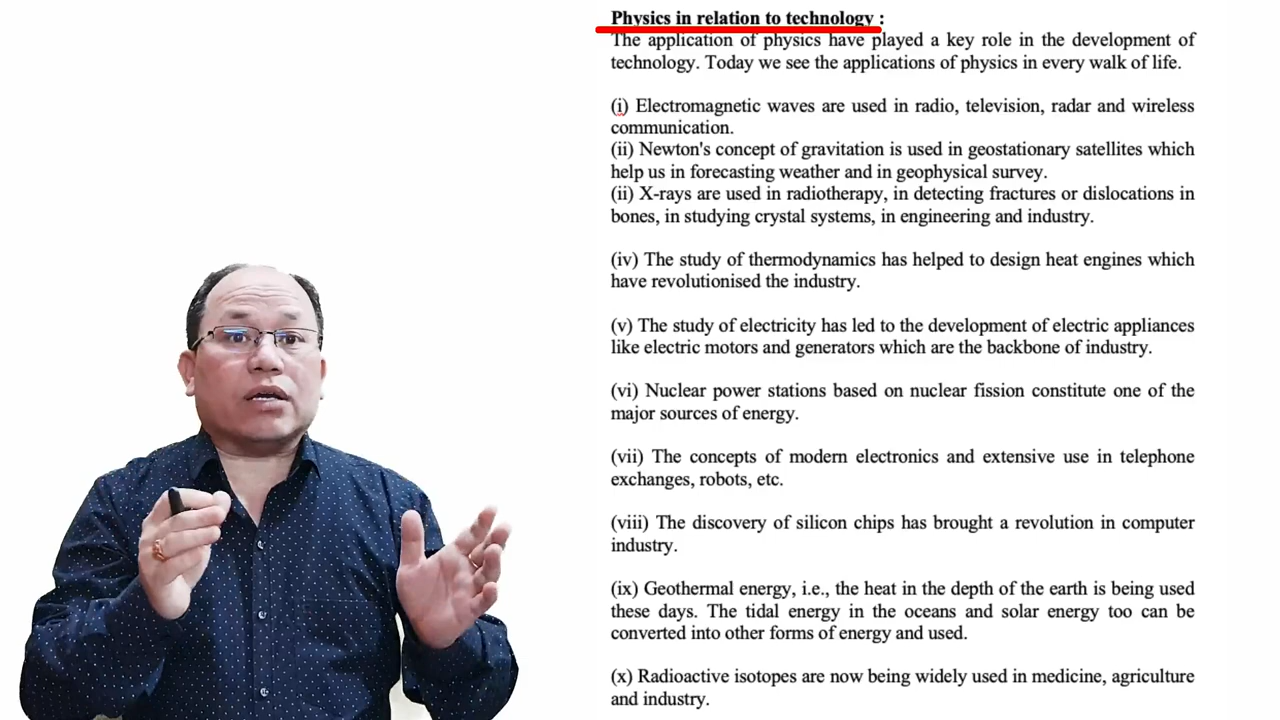 Physics in relation to technology :
The application of physics have played a key role in the development of
technology. Today we see the applications of physics in every walk of life.
(i) Electromagnetic waves are used in radio, television, radar and wireless
communication.
(ii) Newton's concept of gravitation is used in geostationary satellites which
help us in forecasting weather and in geophysical survey.
(ii) X-rays are used in radiotherapy, in detecting fractures or dislocations in
bones, in studying crystal systems, in engineering and industry.
(iv) The study of thermodynamics has helped to design heat engines which
have revolutionised the industry.
(v) The study of electricity has led to the development of electric appliances
like electric motors and generators which are the backbone of industry.
(vi) Nuclear power stations based on nuclear fission constitute one of the
major sources of energy.
(vii) The concepts of modern electronics and extensive use in telephone
exchanges, robots, etc.
(viii) The discovery of silicon chips has brought a revolution in computer
industry.
(ix) Geothermal energy, i.e., the heat in the depth of the earth is being used
these days. The tidal energy in the oceans and solar energy too can be
converted into other forms of energy and used.
(x) Radioactive isotopes are now being widely used in medicine, agriculture
and industry.